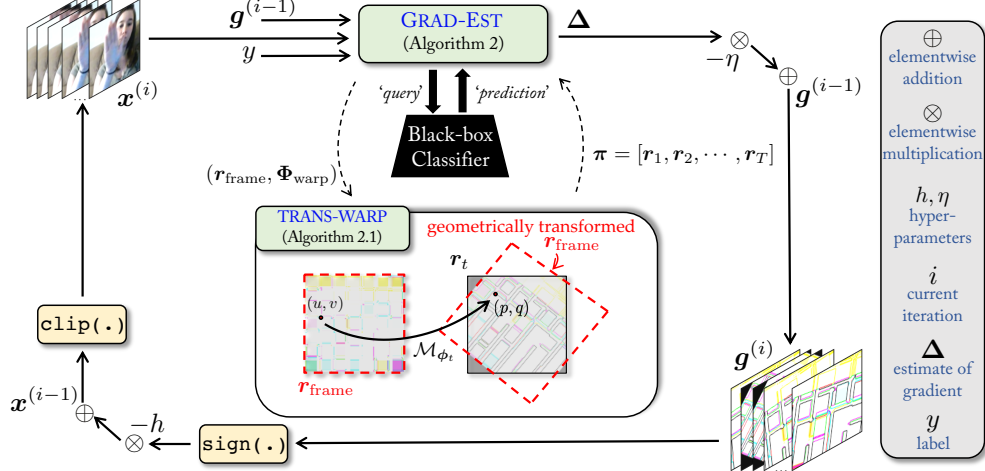 g^(i−1)
y
GRAD-EST
(Algorithm 2)
Δ
⊗
−η
⊕
g^(i−1)
x^(i)
...
'query'
'prediction'
Black-box
Classifier
(r_frame, Φ_warp)
π = [r_1, r_2, ⋯, r_T]
TRANS-WARP
(Algorithm 2.1)
geometrically transformed
r_frame
r_t
(u, v)
(p, q)
M_ϕ_t
r_frame
clip(.)
x^(i−1)
⊕
−h
⊗
sign(.)
g^(i)
...
⊕
elementwise
addition
⊗
elementwise
multiplication
h, η
hyper-
parameters
i
current
iteration
Δ
estimate of
gradient
y
label